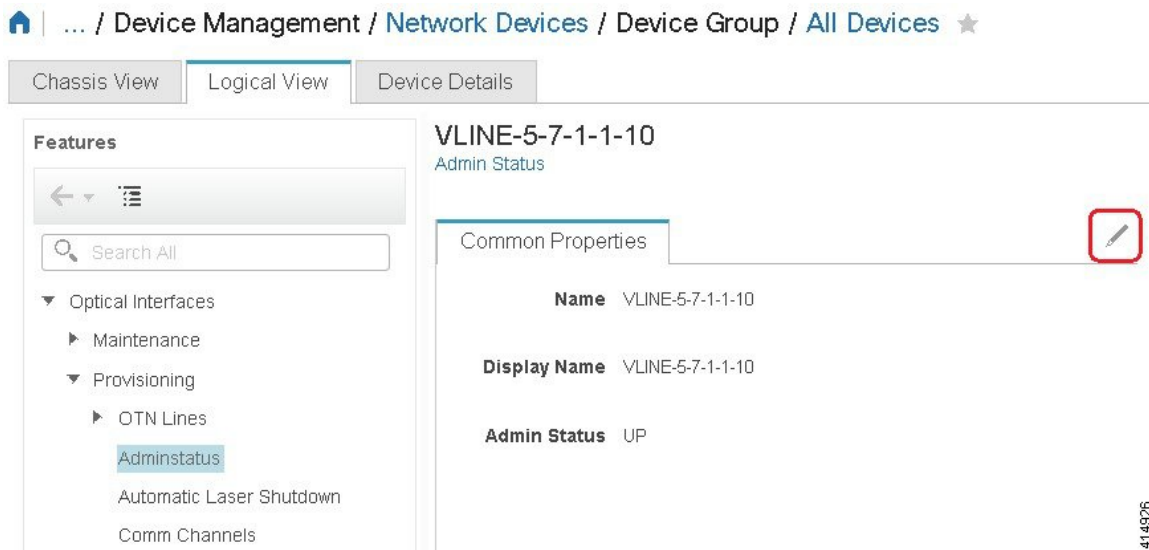 ... / Device Management / Network Devices / Device Group / All Devices
Chassis View
Logical View
Device Details
Features
Search All
Optical Interfaces
Maintenance
Provisioning
OTN Lines
Adminstatus
Automatic Laser Shutdown
Comm Channels
VLINE-5-7-1-1-10
Admin Status
Common Properties
Name VLINE-5-7-1-1-10
Display Name VLINE-5-7-1-1-10
Admin Status UP
414926